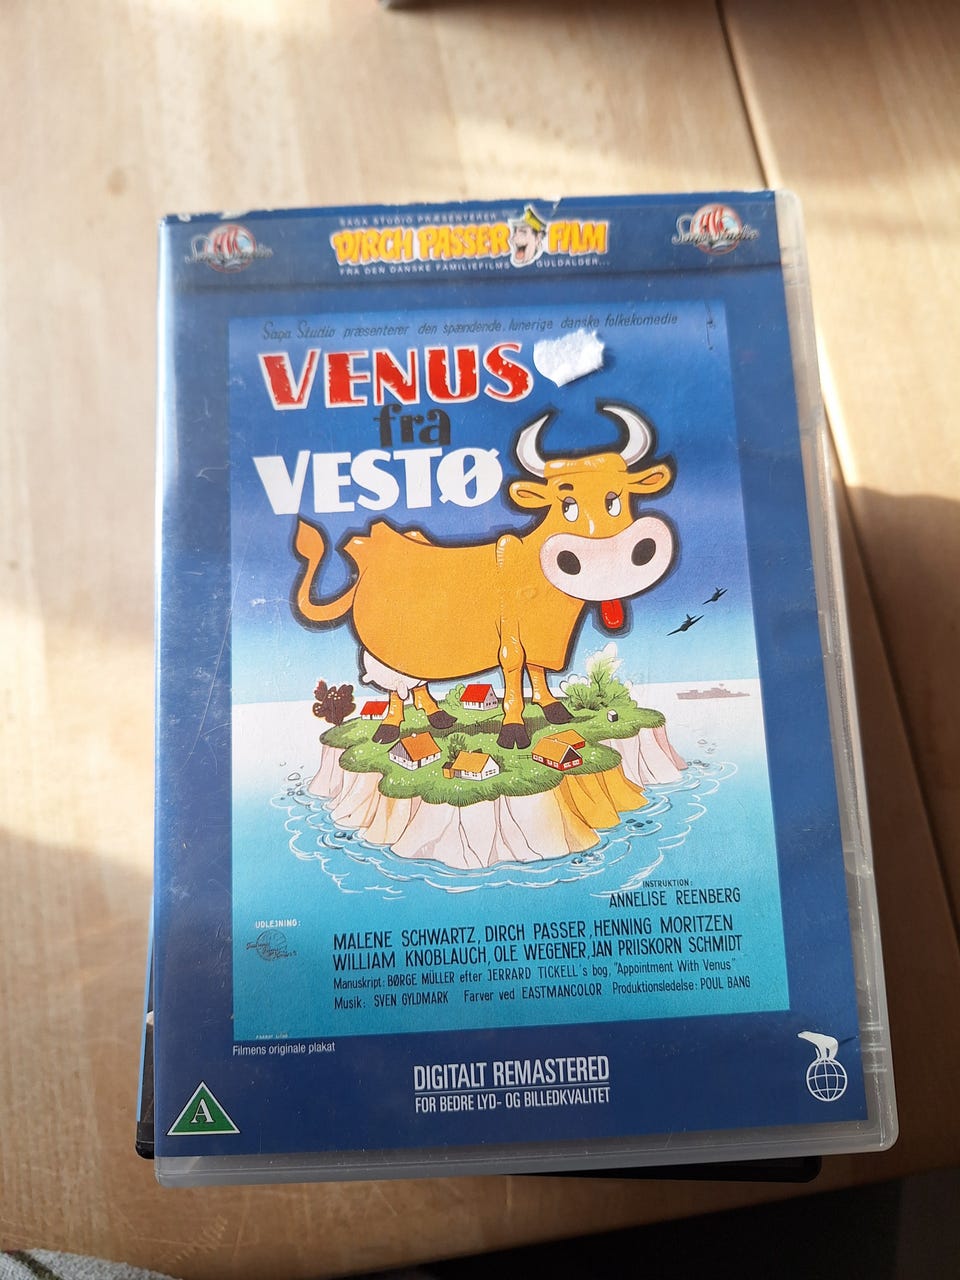 SAGA STUDIO PRÆSENTERER
DIRCH PASSER FILM
FRA DEN DANSKE FAMILIEFILMS GULDALDER...
Saga Studio
Saga Studio præsenterer den spændende, lunerige danske folkekomedie
VENUS
fra
VESTØ
INSTRUKTION:
ANNELISE REENBERG
UDLEJNING:
MALENE SCHWARTZ, DIRCH PASSER, HENNING MORITZEN
WILLIAM KNOBLAUCH, OLE WEGENER, JAN PRIISKORN SCHMIDT
Manuskript: BØRGE MÜLLER efter JERRARD TICKELL's bog, "Appointment With Venus"
Musik: SVEN GYLDMARK Farver ved EASTMANCOLOR Produktionsledelse: POUL BANG
Filmens originale plakat
DIGITALT REMASTERED
FOR BEDRE LYD- OG BILLEDKVALITET
A